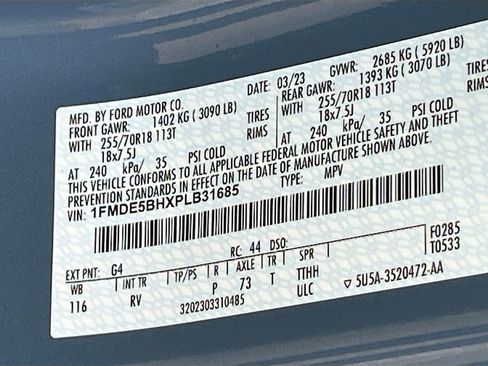 MFD. BY FORD MOTOR CO.
DATE: 03/23 GVWR: 2685 KG ( 5920 LB)
FRONT GAWR: 1402 KG ( 3090 LB) REAR GAWR: 1393 KG ( 3070 LB)
WITH 255/70R18 113T TIRES WITH 255/70R18 113T TIRES
18x7.5J RIMS 18x7.5J RIMS
AT 240 kPa/ 35 PSI COLD AT 240 kPa/ 35 PSI COLD
THIS VEHICLE CONFORMS TO ALL APPLICABLE FEDERAL MOTOR VEHICLE SAFETY AND THEFT
PREVENTION STANDARDS IN EFFECT ON THE DATE OF MANUFACTURE SHOWN ABOVE.
VIN: 1FMDE5BHXPLB31685 TYPE: MPV
F0285
T0533
EXT PNT: G4 RC: 44 DSO:
WB INT TR TP/PS R AXLE TR SPR
116 RV P 73 T TTHH
ULC
5U5A-3520472-AA
3202303310485